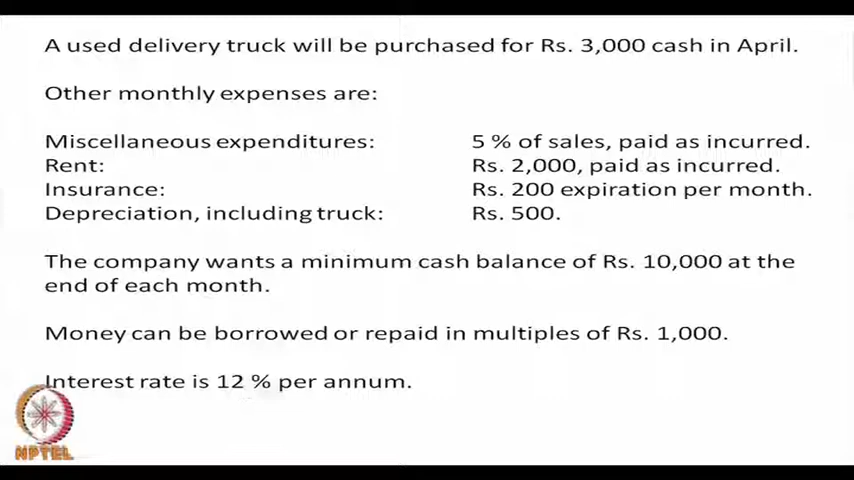 A used delivery truck will be purchased for Rs. 3,000 cash in April.
Other monthly expenses are:
Miscellaneous expenditures: 5 % of sales, paid as incurred.
Rent: Rs. 2,000, paid as incurred.
Insurance: Rs. 200 expiration per month.
Depreciation, including truck: Rs. 500.
The company wants a minimum cash balance of Rs. 10,000 at the
end of each month.
Money can be borrowed or repaid in multiples of Rs. 1,000.
Interest rate is 12 % per annum.
NPTEL